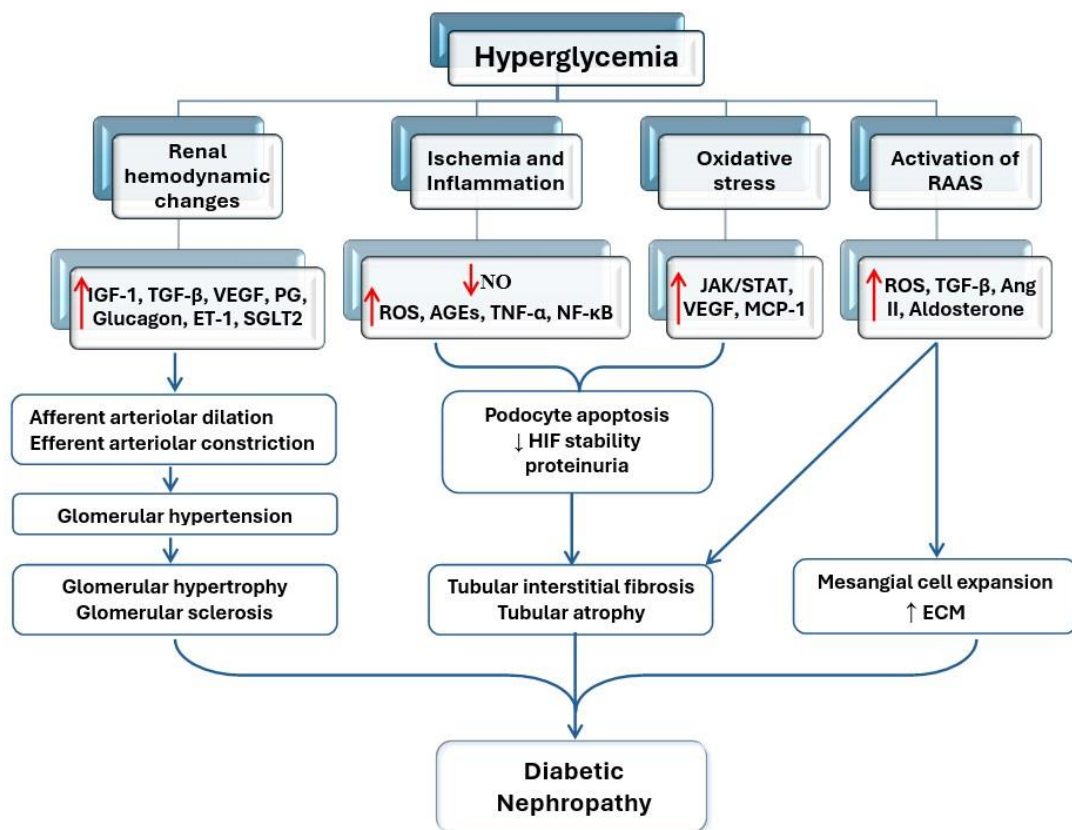 Hyperglycemia
Renal
hemodynamic
changes
Ischemia and
Inflammation
Oxidative
stress
Activation of
RAAS
↑IGF-1, TGF-β, VEGF, PG,
Glucagon, ET-1, SGLT2
↓NO
↑ROS, AGEs, TNF-α, NF-κB
↑JAK/STAT,
VEGF, MCP-1
↑ROS, TGF-β, Ang
II, Aldosterone
Afferent arteriolar dilation
Efferent arteriolar constriction
Podocyte apoptosis
↓ HIF stability
proteinuria
Glomerular hypertension
Glomerular hypertrophy
Glomerular sclerosis
Tubular interstitial fibrosis
Tubular atrophy
Mesangial cell expansion
↑ ECM
Diabetic
Nephropathy